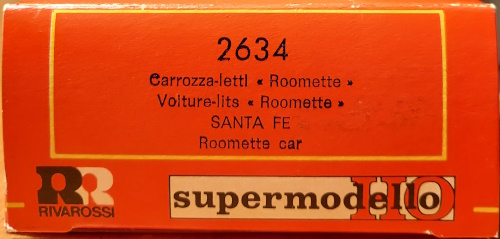 2634
Carrozza-letti « Roomette »
Voiture-lits « Roomette »
SANTA FE
Roomette car
RR
RIVAROSSI
supermodello HO